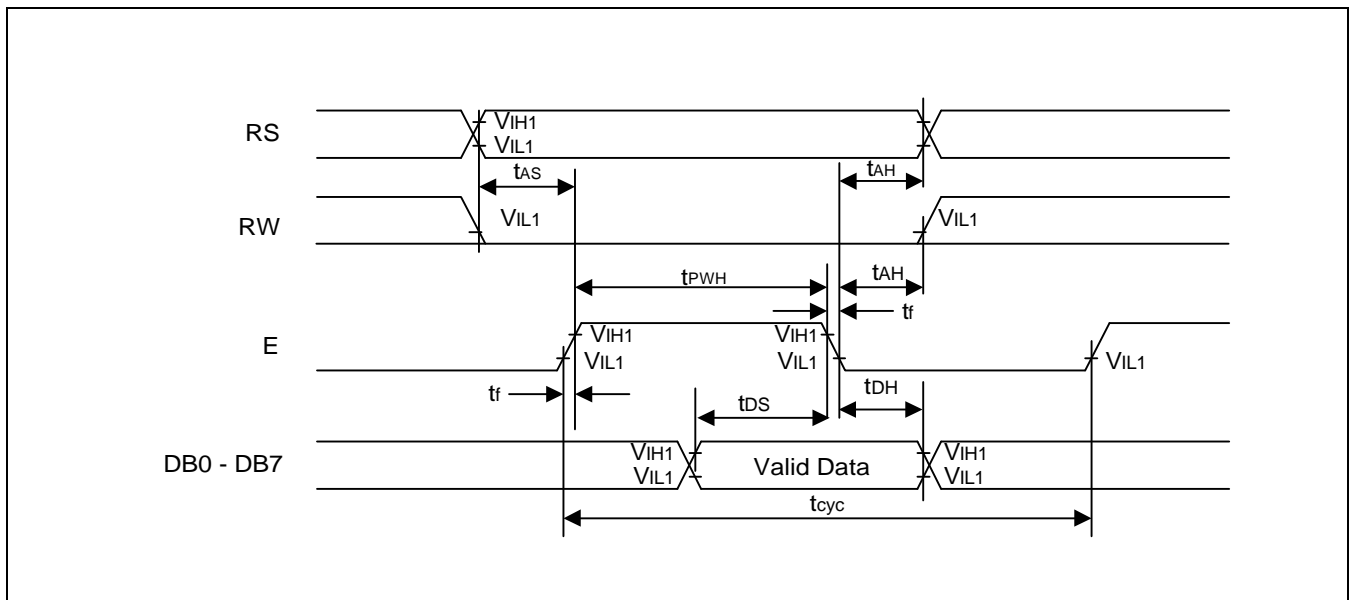 RS
VIH1
VIL1
tAS
tAH
RW
VIL1
VIL1
tPWH
tAH
tf
E
VIH1
VIH1
VIL1
VIL1
VIL1
tf
tDS
tDH
DB0 - DB7
VIH1
Valid Data
VIH1
VIL1
VIL1
tcyc